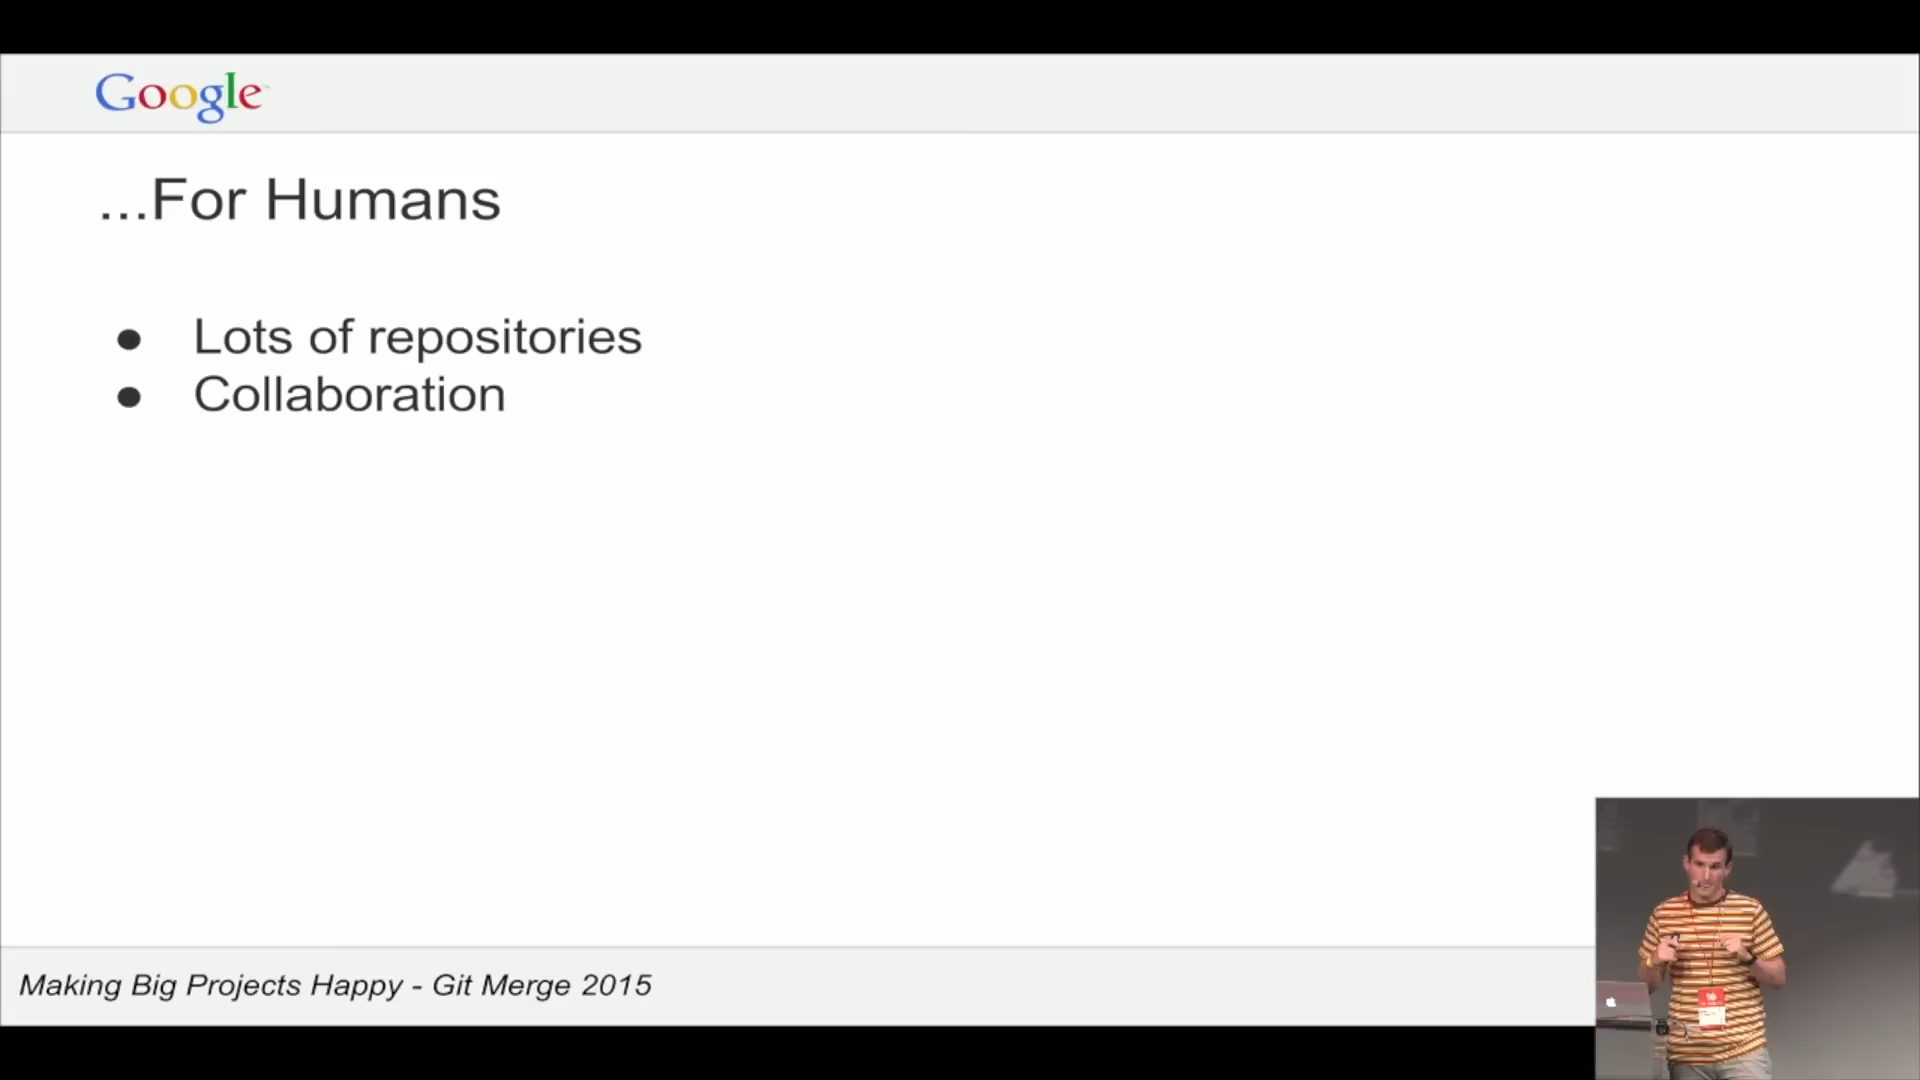 Google
...For Humans
● Lots of repositories
● Collaboration
Making Big Projects Happy - Git Merge 2015